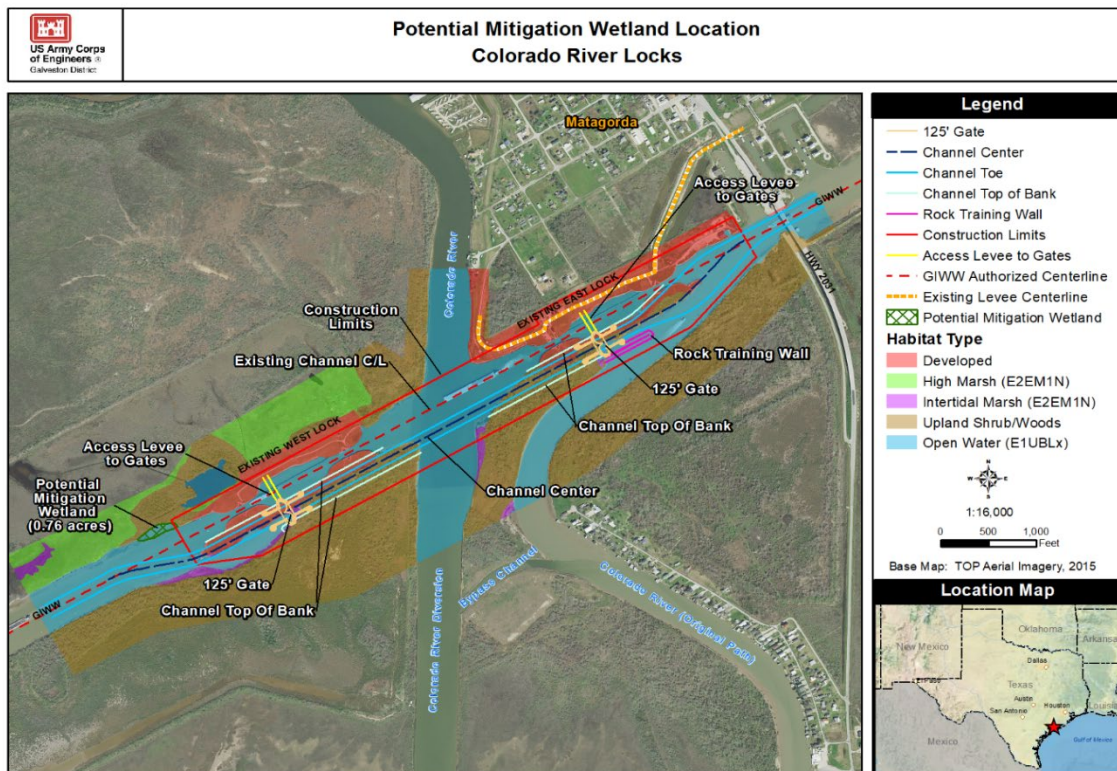 US Army Corps
of Engineers ®
Galveston District
Potential Mitigation Wetland Location
Colorado River Locks
Matagorda
Access Levee
to Gates
GIWW
HWY 2031
Colorado River
Construction
Limits
EXISTING EAST LOCK
Existing Channel C/L
Rock Training Wall
125' Gate
Channel Top Of Bank
EXISTING WEST LOCK
Access Levee
to Gates
Potential
Mitigation
Wetland
(0.76 acres)
Channel Center
125' Gate
Channel Top Of Bank
GIWW
Colorado River Diversion
Bypass Channel
Colorado River (Original Path)
Legend
125' Gate
Channel Center
Channel Toe
Channel Top of Bank
Rock Training Wall
Construction Limits
Access Levee to Gates
GIWW Authorized Centerline
Existing Levee Centerline
Potential Mitigation Wetland
Habitat Type
Developed
High Marsh (E2EM1N)
Intertidal Marsh (E2EM1N)
Upland Shrub/Woods
Open Water (E1UBLx)
N
W E
S
1:16,000
0 500 1,000
Feet
Base Map: TOP Aerial Imagery, 2015
Location Map
New Mexico
Oklahoma
Arkansas
Dallas
El Paso
Texas
Austin
Houston
San Antonio
Louisiana
Mexico
Gulf of Mexico